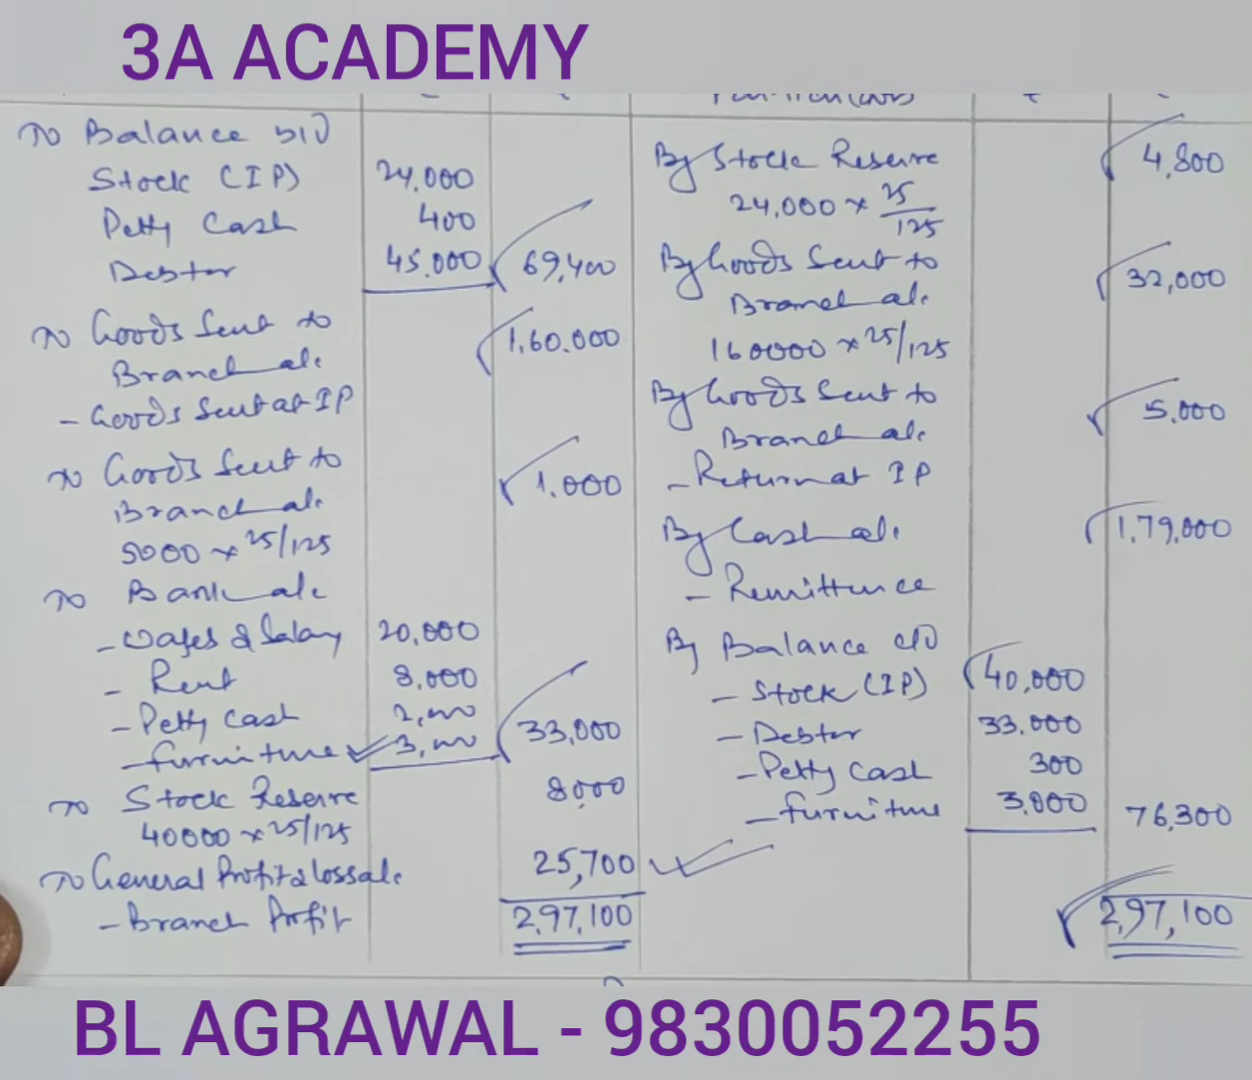 3A ACADEMY
To Balance b/d
Stock (IP) 24,000
Petty Cash 400
Debtor 45,000 69,400
To Goods Sent to
Branch a/c 1,60,000
- Goods Sent at IP
To Goods Sent to
Branch a/c 1,000
5000 × 25/125
To Bank a/c
- Wages & Salary 20,000
- Rent 8,000
- Petty Cash 2,000
- furniture 3,000 33,000
To Stock Reserve 8,000
40000 × 25/125
To General Profit & Loss a/c 25,700
- Branch Profit 2,97,100
By Stock Reserve 4,800
24,000 × 25/125
By Goods Sent to
Branch a/c 32,000
160000 × 25/125
By Goods Sent to
Branch a/c 5,000
- Return at IP
By Cash a/c 1,79,000
- Remittence
By Balance c/d
- Stock (IP) 40,000
- Debtor 33,000
- Petty Cash 300
- furniture 3,000 76,300
2,97,100
BL AGRAWAL - 9830052255